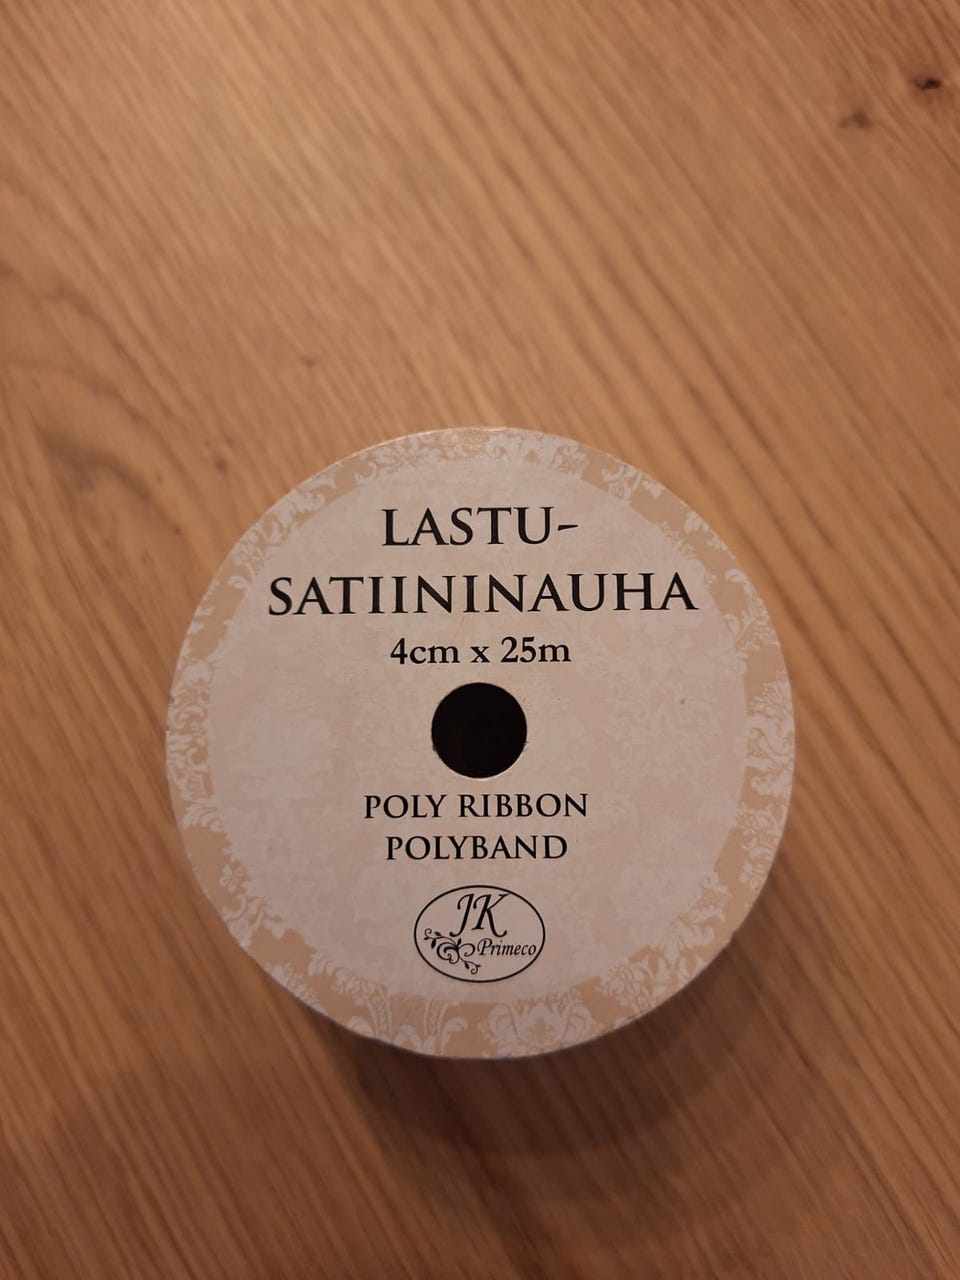 LASTU-
SATIININAUHA
4cm x 25m
POLY RIBBON
POLYBAND
JK
Primeco